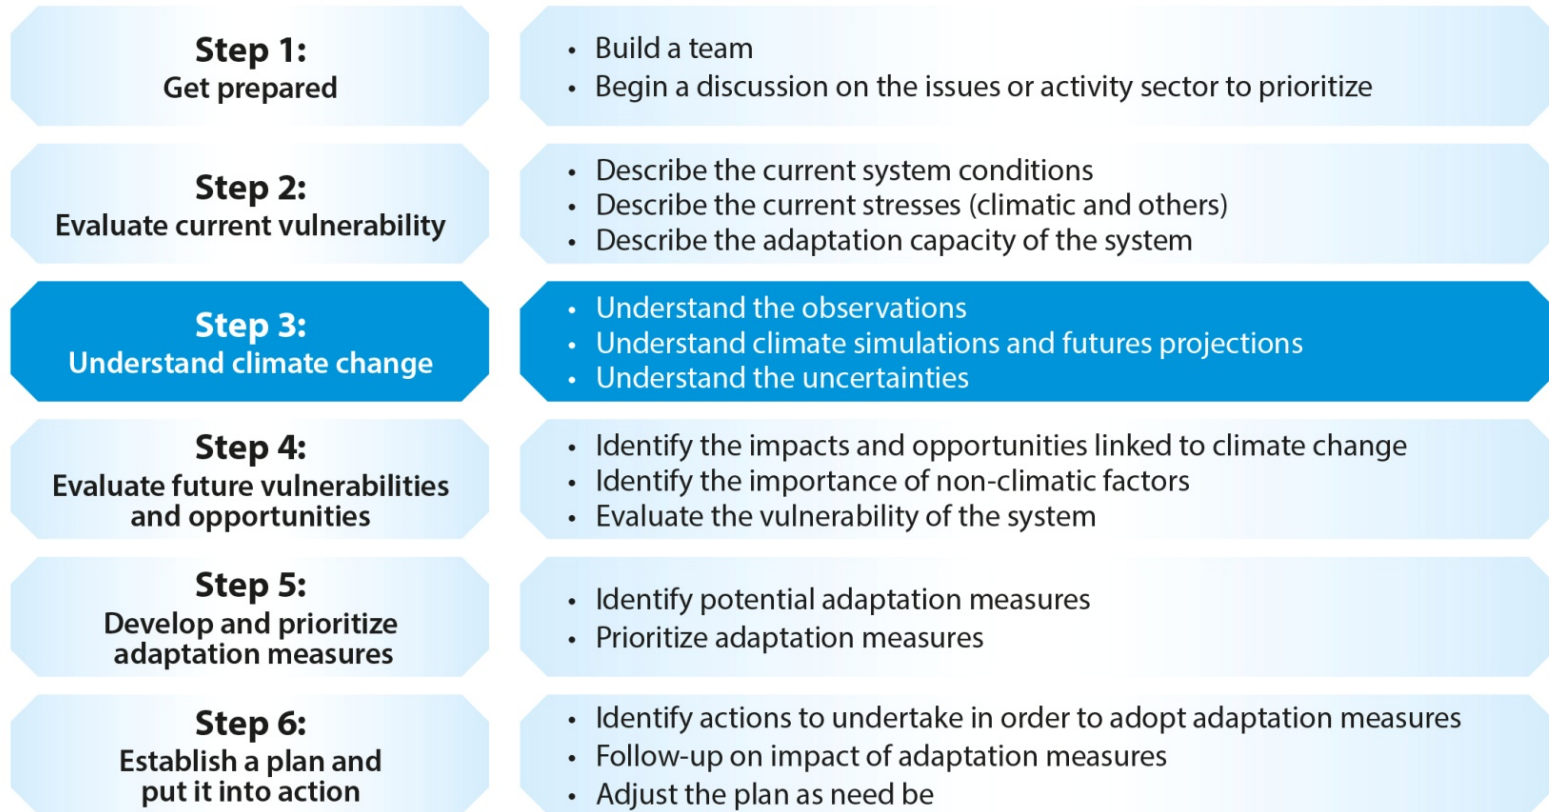 Step 1:
Get prepared
• Build a team
• Begin a discussion on the issues or activity sector to prioritize
Step 2:
Evaluate current vulnerability
• Describe the current system conditions
• Describe the current stresses (climatic and others)
• Describe the adaptation capacity of the system
Step 3:
Understand climate change
• Understand the observations
• Understand climate simulations and futures projections
• Understand the uncertainties
Step 4:
Evaluate future vulnerabilities
and opportunities
• Identify the impacts and opportunities linked to climate change
• Identify the importance of non-climatic factors
• Evaluate the vulnerability of the system
Step 5:
Develop and prioritize
adaptation measures
• Identify potential adaptation measures
• Prioritize adaptation measures
Step 6:
Establish a plan and
put it into action
• Identify actions to undertake in order to adopt adaptation measures
• Follow-up on impact of adaptation measures
• Adjust the plan as need be